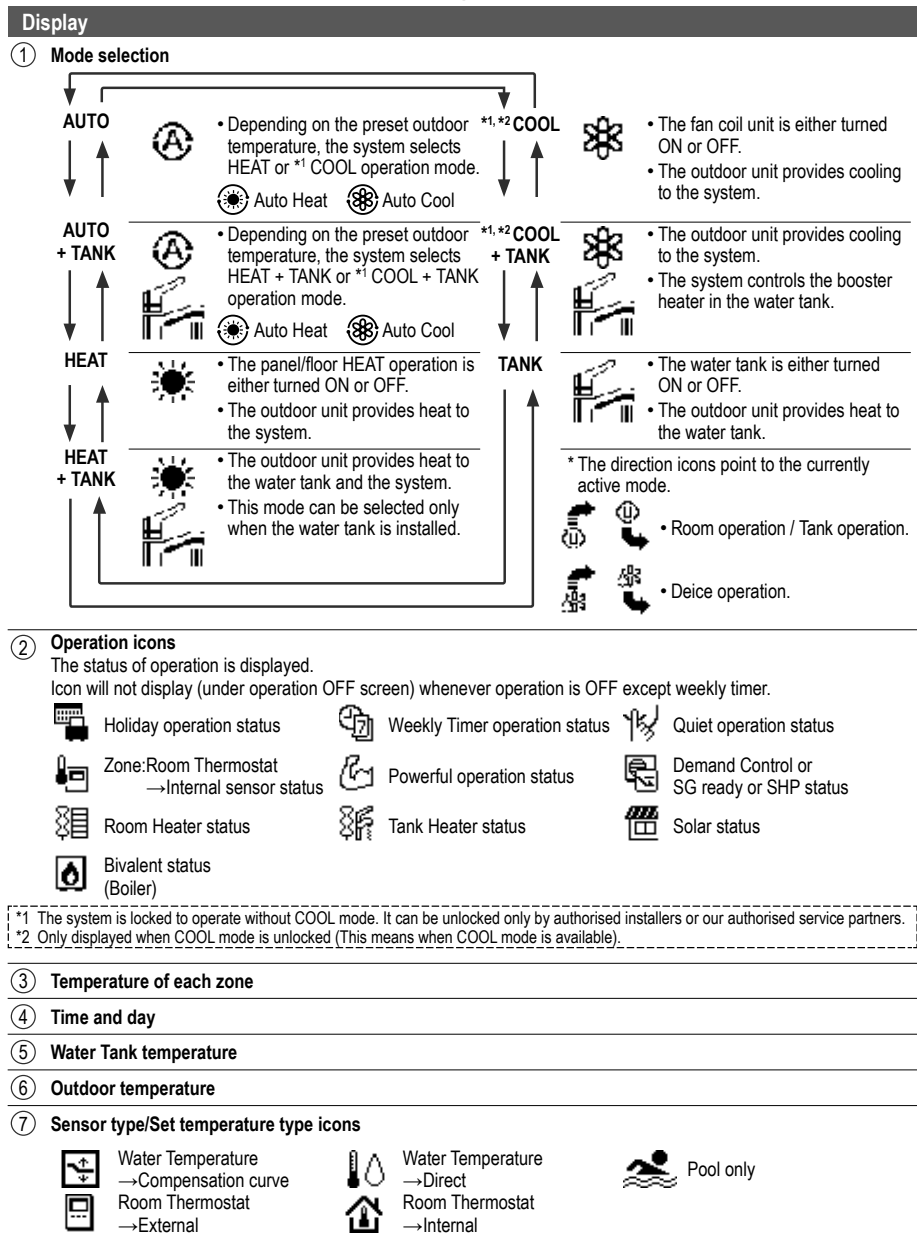 Display
① Mode selection
AUTO
• Depending on the preset outdoor
temperature, the system selects
HEAT or *1 COOL operation mode.
Auto Heat Auto Cool
AUTO
+ TANK
• Depending on the preset outdoor
temperature, the system selects
HEAT + TANK or *1 COOL + TANK
operation mode.
Auto Heat Auto Cool
HEAT
• The panel/floor HEAT operation is
either turned ON or OFF.
• The outdoor unit provides heat to
the system.
HEAT
+ TANK
• The outdoor unit provides heat to
the water tank and the system.
• This mode can be selected only
when the water tank is installed.
*1, *2 COOL
• The fan coil unit is either turned
ON or OFF.
• The outdoor unit provides cooling
to the system.
*1, *2 COOL
+ TANK
• The outdoor unit provides cooling
to the system.
• The system controls the booster
heater in the water tank.
TANK
• The water tank is either turned
ON or OFF.
• The outdoor unit provides heat to
the water tank.
* The direction icons point to the currently
active mode.
• Room operation / Tank operation.
• Deice operation.
② Operation icons
The status of operation is displayed.
Icon will not display (under operation OFF screen) whenever operation is OFF except weekly timer.
Holiday operation status
Weekly Timer operation status
Quiet operation status
Zone:Room Thermostat
→Internal sensor status
Powerful operation status
Demand Control or
SG ready or SHP status
Room Heater status
Tank Heater status
Solar status
Bivalent status
(Boiler)
*1 The system is locked to operate without COOL mode. It can be unlocked only by authorised installers or our authorised service partners.
*2 Only displayed when COOL mode is unlocked (This means when COOL mode is available).
③ Temperature of each zone
④ Time and day
⑤ Water Tank temperature
⑥ Outdoor temperature
⑦ Sensor type/Set temperature type icons
Water Temperature
→Compensation curve
Water Temperature
→Direct
Pool only
Room Thermostat
→External
Room Thermostat
→Internal